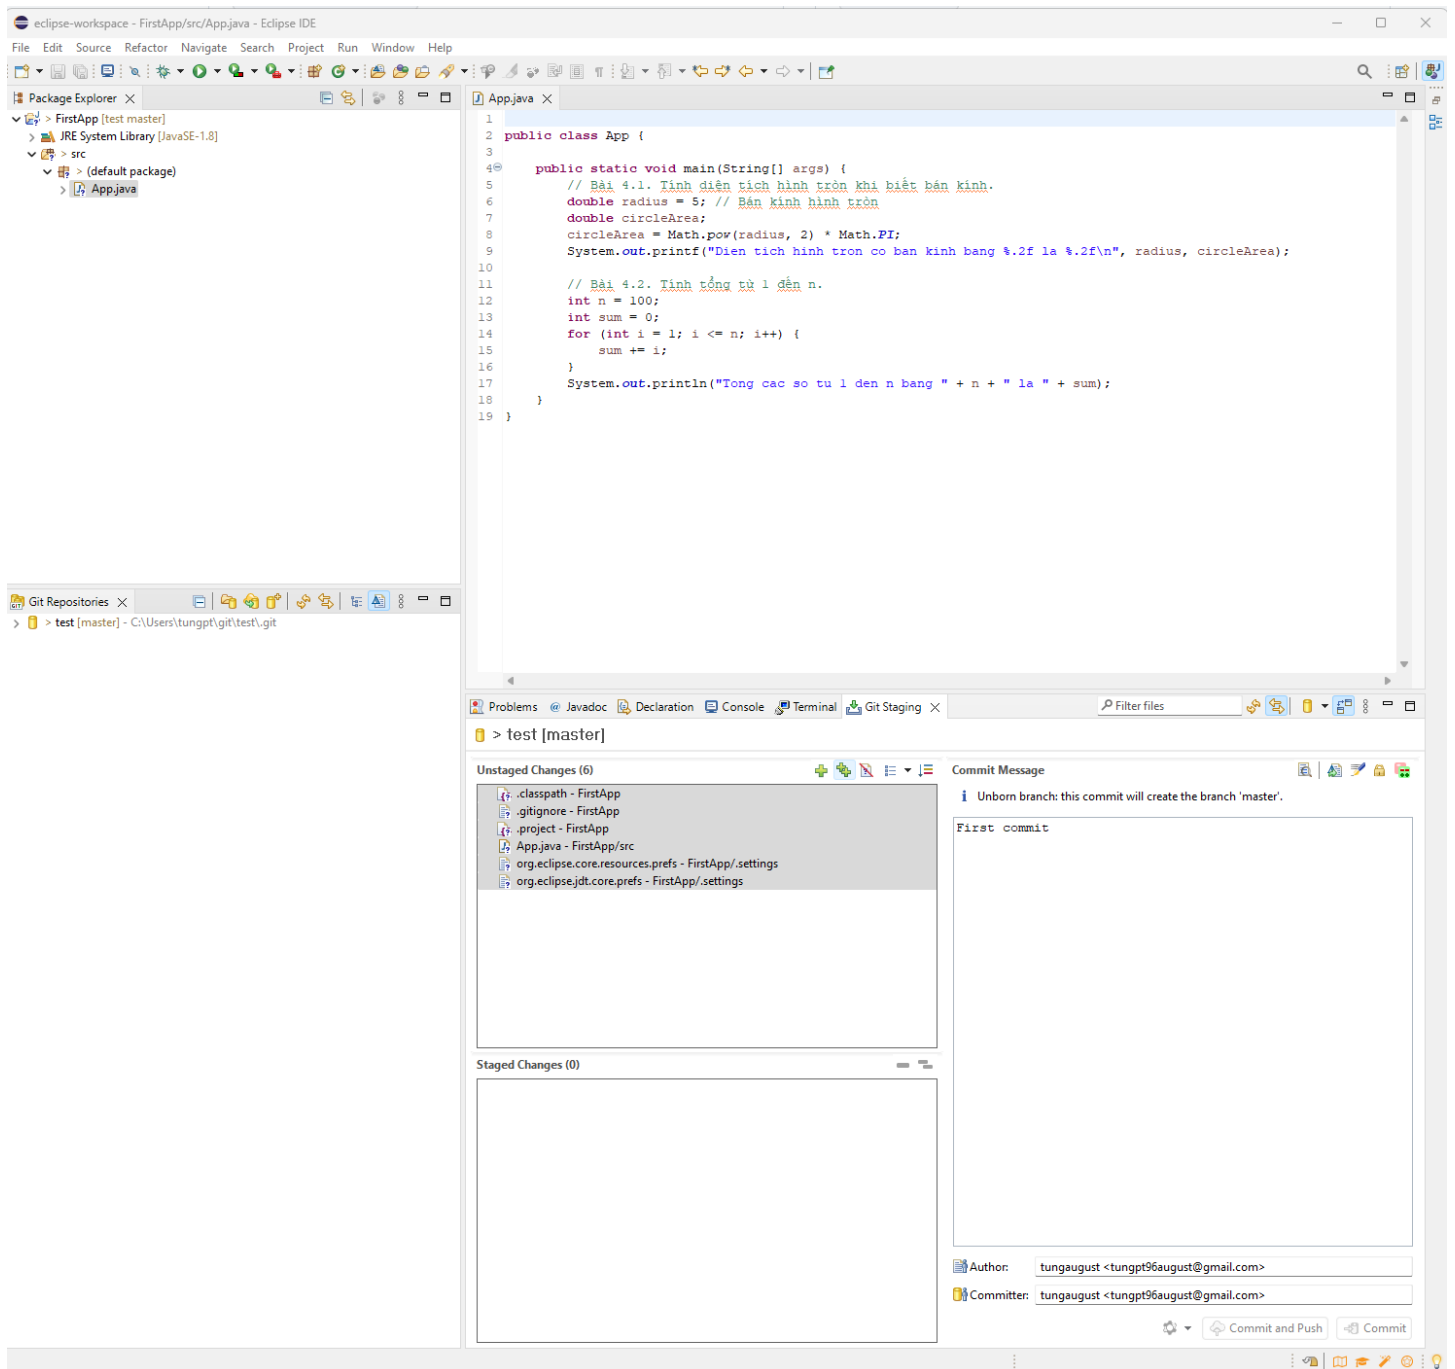 eclipse-workspace - FirstApp/src/App.java - Eclipse IDE
File Edit Source Refactor Navigate Search Project Run Window Help
Package Explorer
> FirstApp [test master]
JRE System Library [JavaSE-1.8]
> src
> (default package)
App.java
Git Repositories
> test [master] - C:\Users\tungpt\git\test\.git
App.java
1
2 public class App {
3
4 public static void main(String[] args) {
5 // Bài 4.1. Tính diện tích hình tròn khi biết bán kính.
6 double radius = 5; // Bán kính hình tròn
7 double circleArea;
8 circleArea = Math.pow(radius, 2) * Math.PI;
9 System.out.printf("Dien tich hinh tron co ban kinh bang %.2f la %.2f\n", radius, circleArea);
10
11 // Bài 4.2. Tính tổng từ 1 đến n.
12 int n = 100;
13 int sum = 0;
14 for (int i = 1; i <= n; i++) {
15 sum += i;
16 }
17 System.out.println("Tong cac so tu 1 den n bang " + n + " la " + sum);
18 }
19 }
Problems Javadoc Declaration Console Terminal Git Staging Filter files
> test [master]
Unstaged Changes (6)
.classpath - FirstApp
.gitignore - FirstApp
.project - FirstApp
App.java - FirstApp/src
org.eclipse.core.resources.prefs - FirstApp/.settings
org.eclipse.jdt.core.prefs - FirstApp/.settings
Staged Changes (0)
Commit Message
Unborn branch: this commit will create the branch 'master'.
First commit
Author: tungaugust <tungpt96august@gmail.com>
Committer: tungaugust <tungpt96august@gmail.com>
Commit and Push Commit